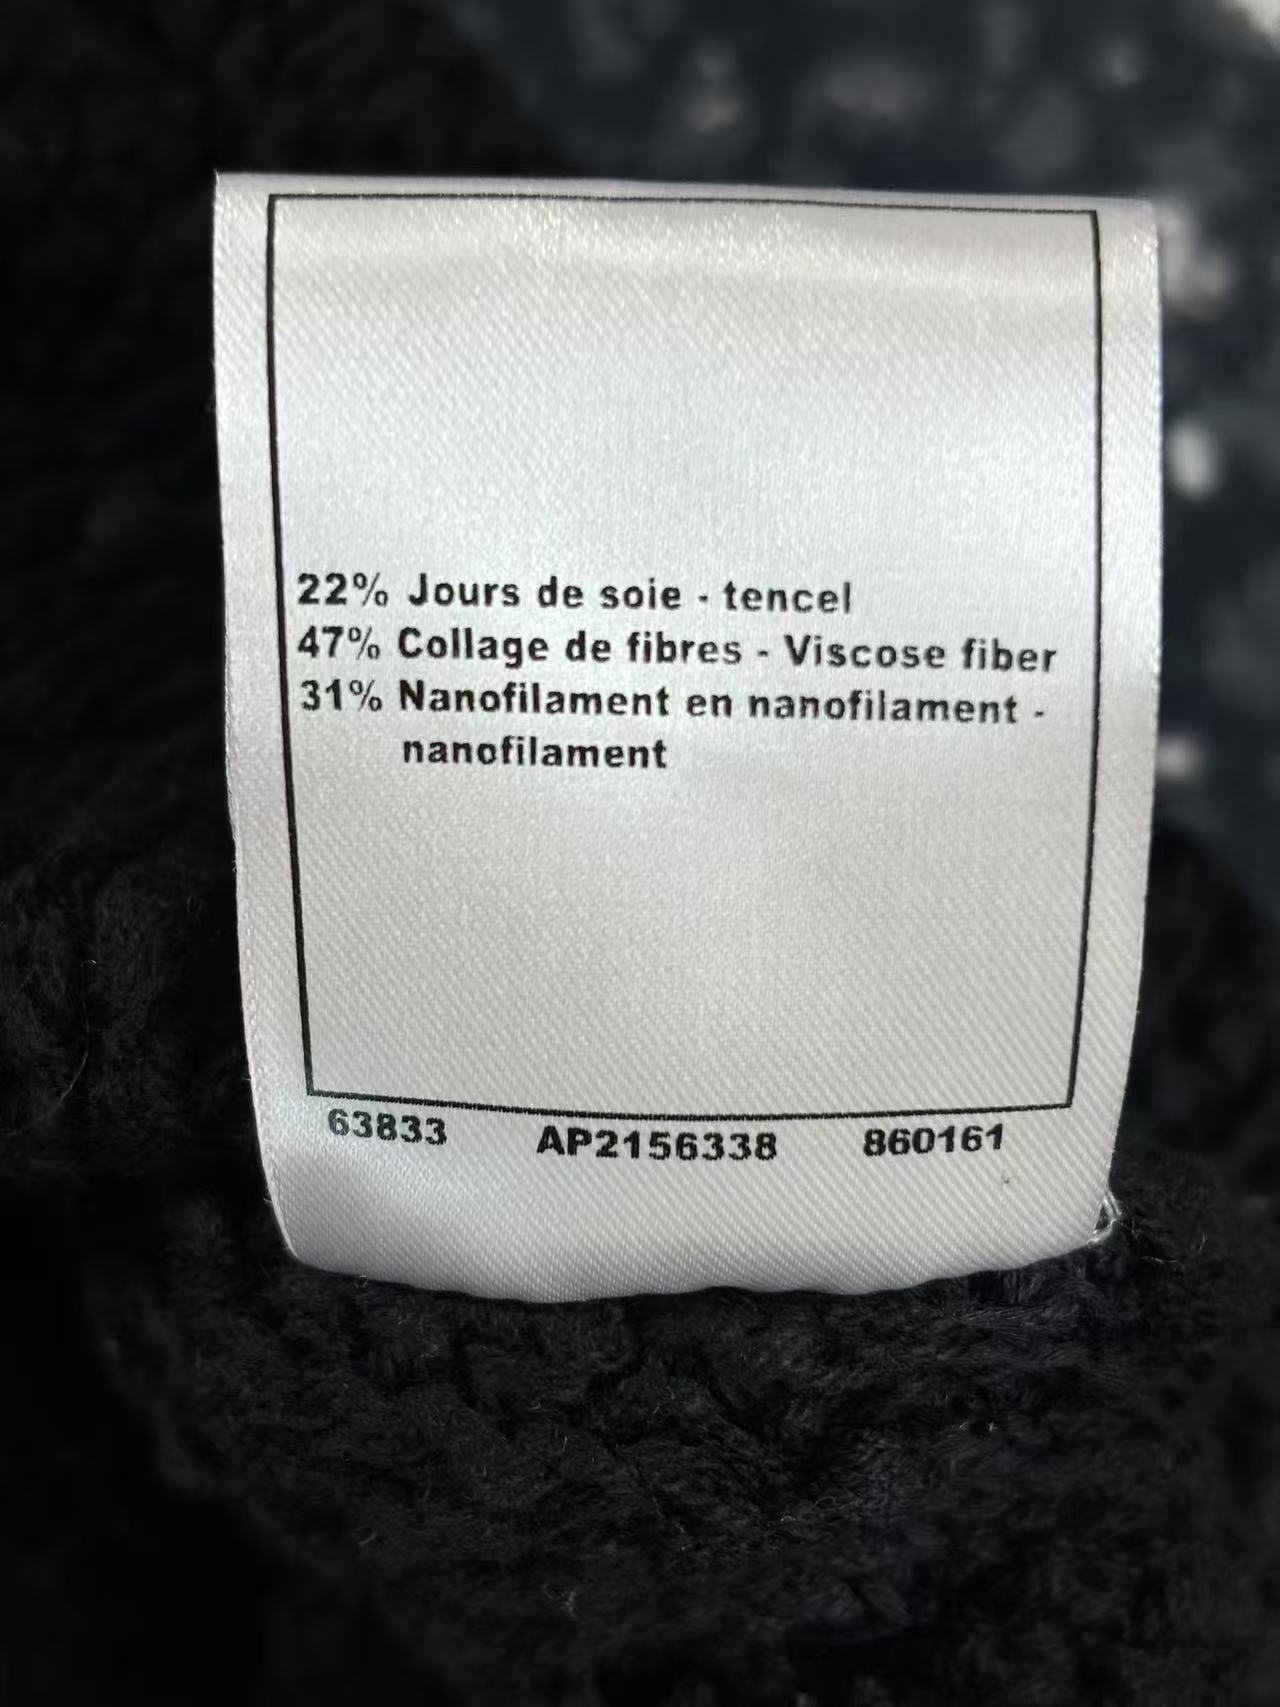 22% Jours de soie - tencel
47% Collage de fibres - Viscose fiber
31% Nanofilament en nanofilament -
nanofilament
63833 AP2156338 860161